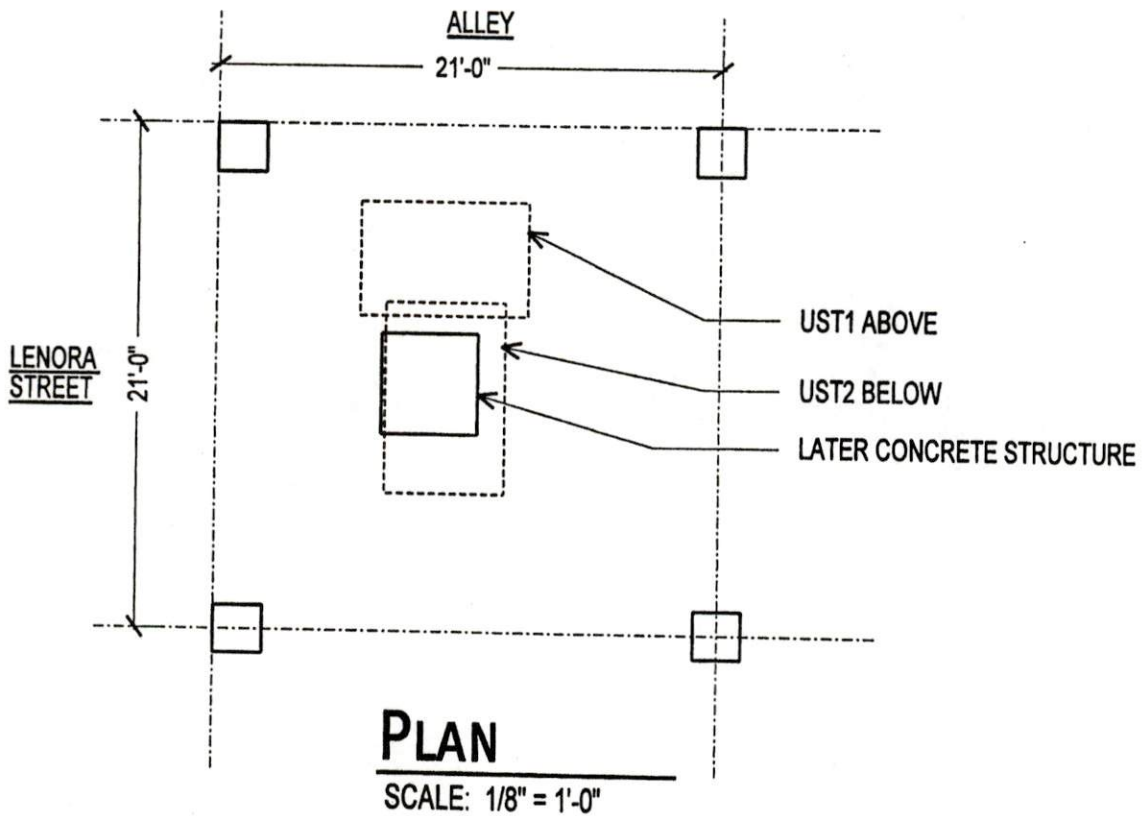 ALLEY
21'-0"
LENORA
STREET
21'-0"
UST1 ABOVE
UST2 BELOW
LATER CONCRETE STRUCTURE
PLAN
SCALE: 1/8" = 1'-0"